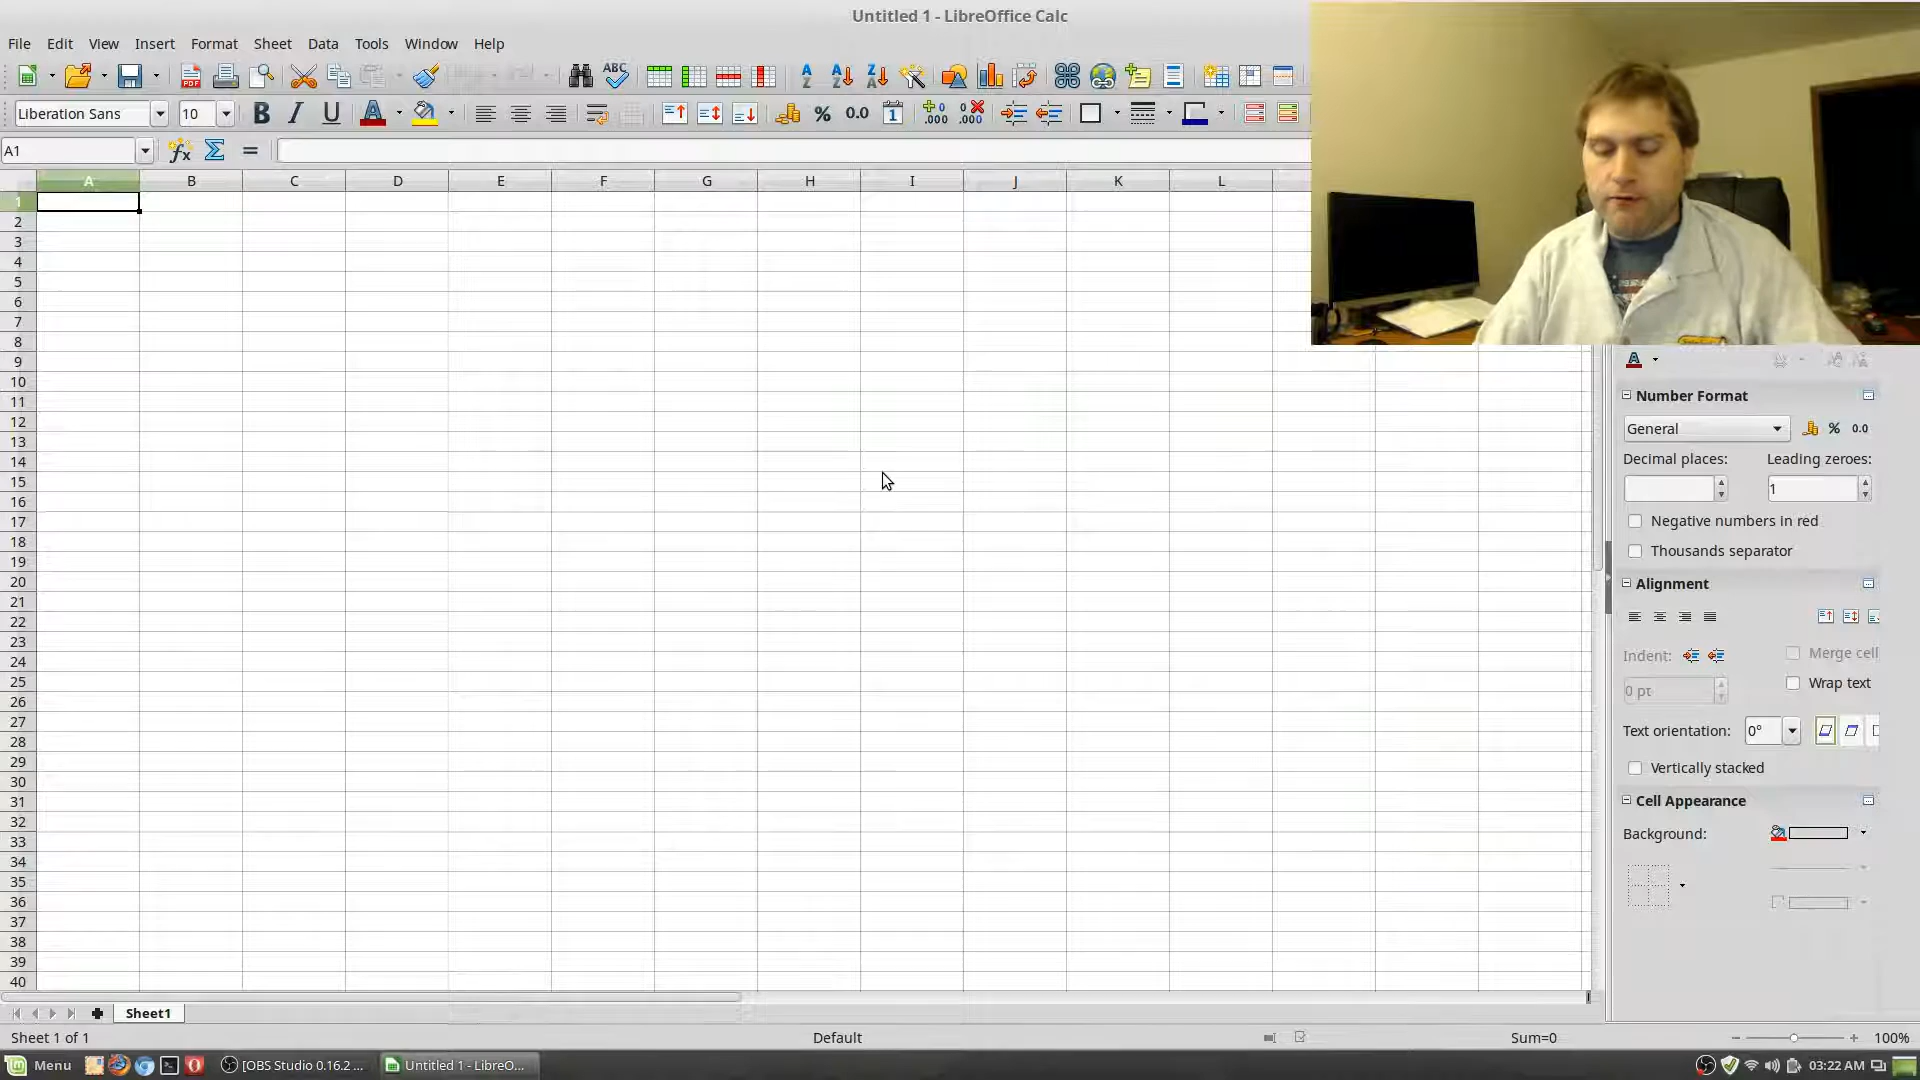 Untitled 1 - LibreOffice Calc
File Edit View Insert Format Sheet Data Tools Window Help
Liberation Sans 10
A1
A B C D E F G H I J K L
1
2
3
4
5
6
7
8
9
10
11
12
13
14
15
16
17
18
19
20
21
22
23
24
25
26
27
28
29
30
31
32
33
34
35
36
37
38
39
40
Number Format
General % 0.0
Decimal places: Leading zeroes:
1
Negative numbers in red
Thousands separator
Alignment
Indent: Merge cell
0 pt Wrap text
Text orientation: 0°
Vertically stacked
Cell Appearance
Background:
Sheet1
Sheet 1 of 1 Default Sum=0 100%
Menu [OBS Studio 0.16.2 ... Untitled 1 - LibreO... 03:22 AM